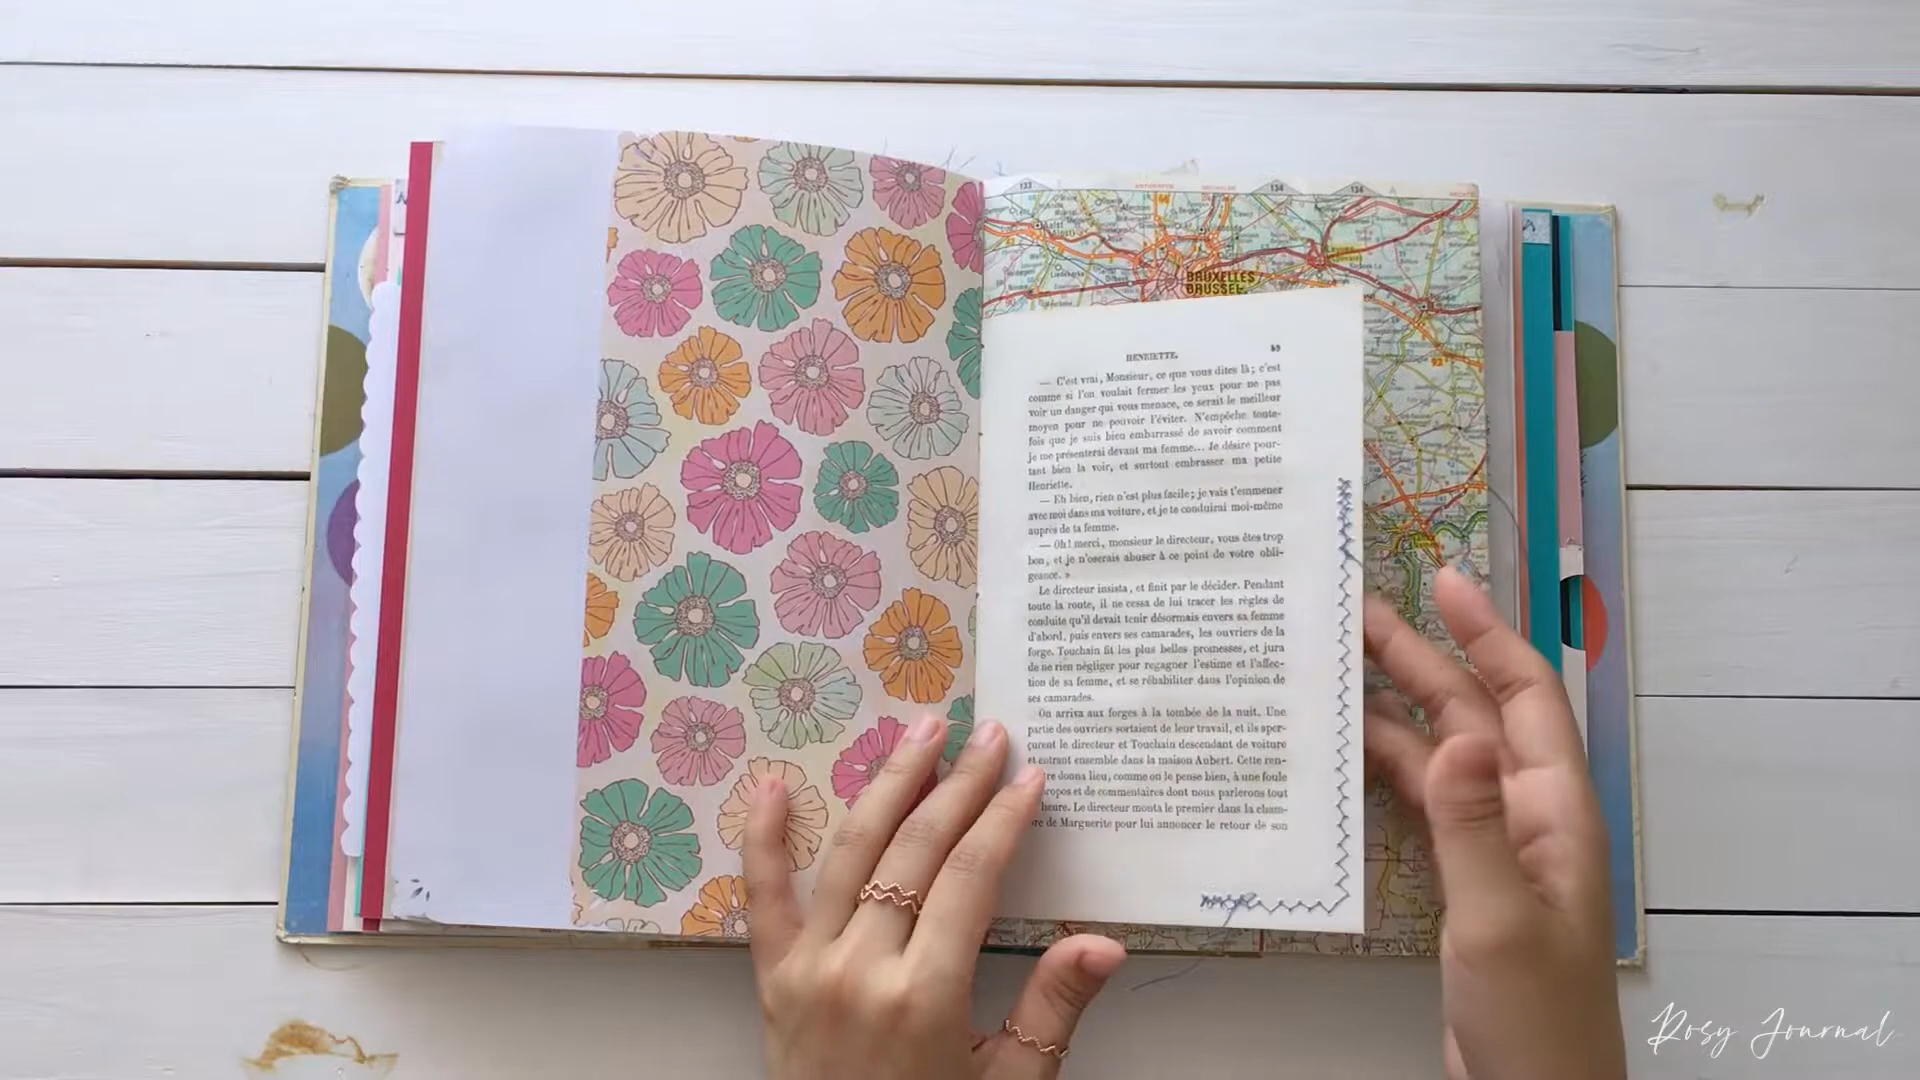 133
134
134
BRUXELLES
BRUSSEL
HENRIETTE.
— C'est vrai, Monsieur, ce que vous dites là; c'est
comme si l'on voulait fermer les yeux pour ne pas
voir un danger qui vous menace, ce serait le meilleur
moyen pour ne pouvoir l'éviter. N'empêche toute-
fois que je suis bien embarrassé de savoir comment
je me présenterai devant ma femme... Je désire pour-
tant bien la voir, et surtout embrasser ma petite
Henriette.
— Eh bien, rien n'est plus facile; je vais t'emmener
avec moi dans ma voiture, et je te conduirai moi-même
auprès de ta femme.
— Oh! merci, monsieur le directeur, vous êtes trop
bon, et je n'oserais abuser à ce point de votre obli-
geance. »
Le directeur insista, et finit par le décider. Pendant
toute la route, il ne cessa de lui tracer les règles de
conduite qu'il devait tenir désormais envers sa femme
d'abord, puis envers ses camarades, les ouvriers de la
forge. Touchain fit les plus belles promesses, et jura
de ne rien négliger pour regagner l'estime et l'affec-
tion de sa femme, et se réhabiliter dans l'opinion de
ses camarades.
On arriva aux forges à la tombée de la nuit. Une
partie des ouvriers sortaient de leur travail, et ils aper-
çurent le directeur et Touchain descendant de voiture
et entrant ensemble dans la maison Aubert. Cette ren-
re donna lieu, comme on le pense bien, à une foule
propos et de commentaires dont nous parlerons tout
heure. Le directeur monta le premier dans la cham-
bre de Marguerite pour lui annoncer le retour de son
Rosy Journal